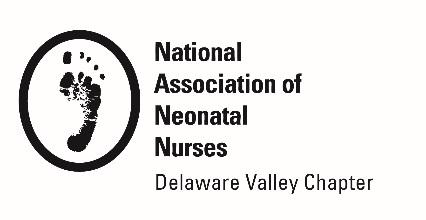 National
Association of
Neonatal
Nurses
Delaware Valley Chapter